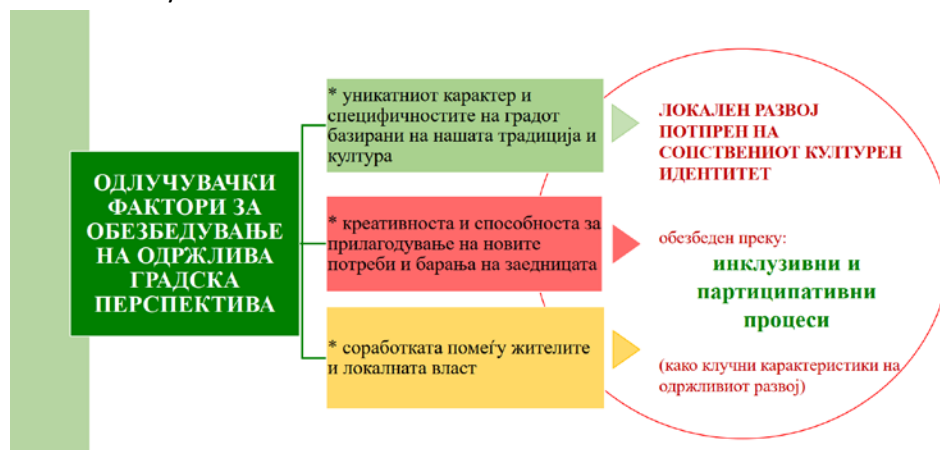 ОДЛУЧУВАЧКИ
ФАКТОРИ ЗА
ОБЕЗБЕДУВАЊЕ
НА ОДРЖЛИВА
ГРАДСКА
ПЕРСПЕКТИВА
* уникатниот карактер и
специфичностите на градот
базирани на нашата традиција и
култура
* креативноста и способноста за
прилагодување на новите
потреби и барања на заедницата
* соработката помеѓу жителите
и локалната власт
ЛОКАЛЕН РАЗВОЈ
ПОТПРЕН НА
СОПСТВЕНИОТ КУЛТУРЕН
ИДЕНТИТЕТ
обезбеден преку:
инклузивни и
партиципативни
процеси
(како клучни карактеристики на
одржливиот развој)